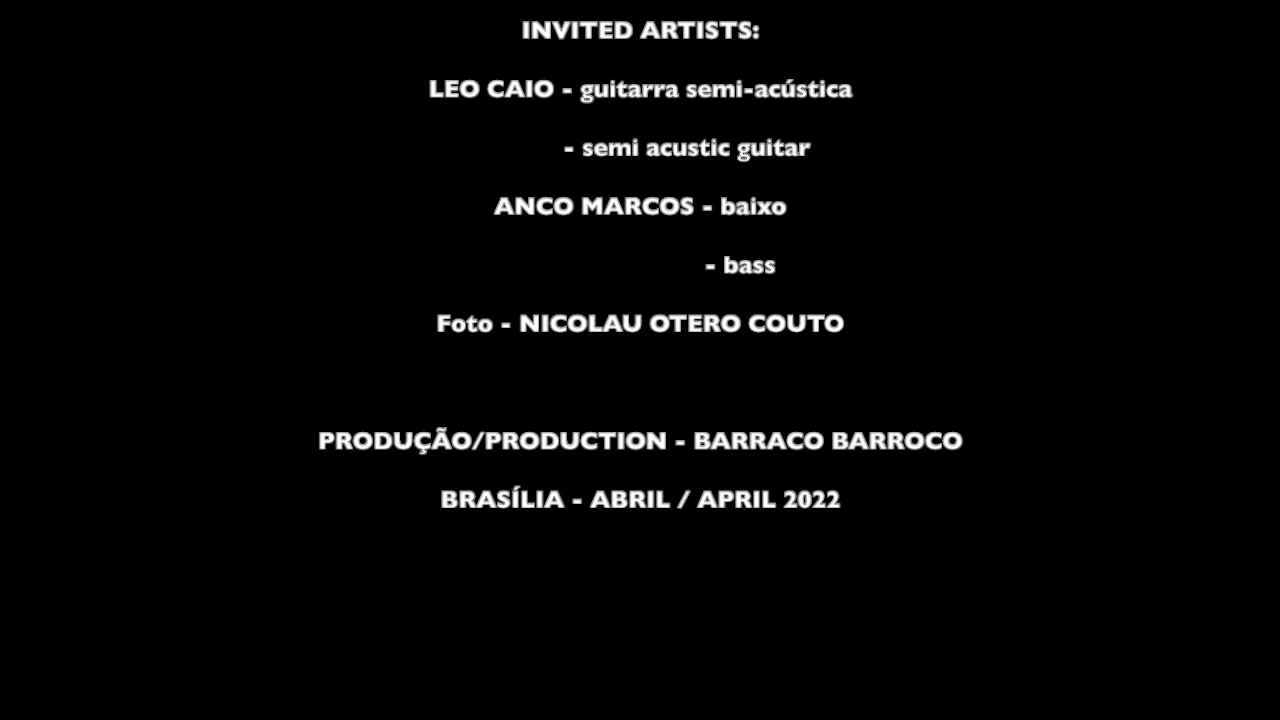 INVITED ARTISTS:
LEO CAIO - guitarra semi-acústica
- semi acustic guitar
ANCO MARCOS - baixo
- bass
Foto - NICOLAU OTERO COUTO
PRODUÇÃO/PRODUCTION - BARRACO BARROCO
BRASÍLIA - ABRIL / APRIL 2022